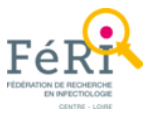 FéRI
FÉDÉRATION DE RECHERCHE
EN INFECTIOLOGIE
CENTRE - LOIRE